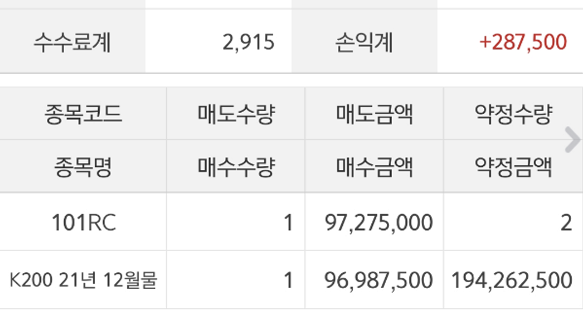 수수료계 2,915 손익계 +287,500
종목코드 매도수량 매도금액 약정수량
종목명 매수수량 매수금액 약정금액
101RC 1 97,275,000 2
K200 21년 12월물 1 96,987,500 194,262,500